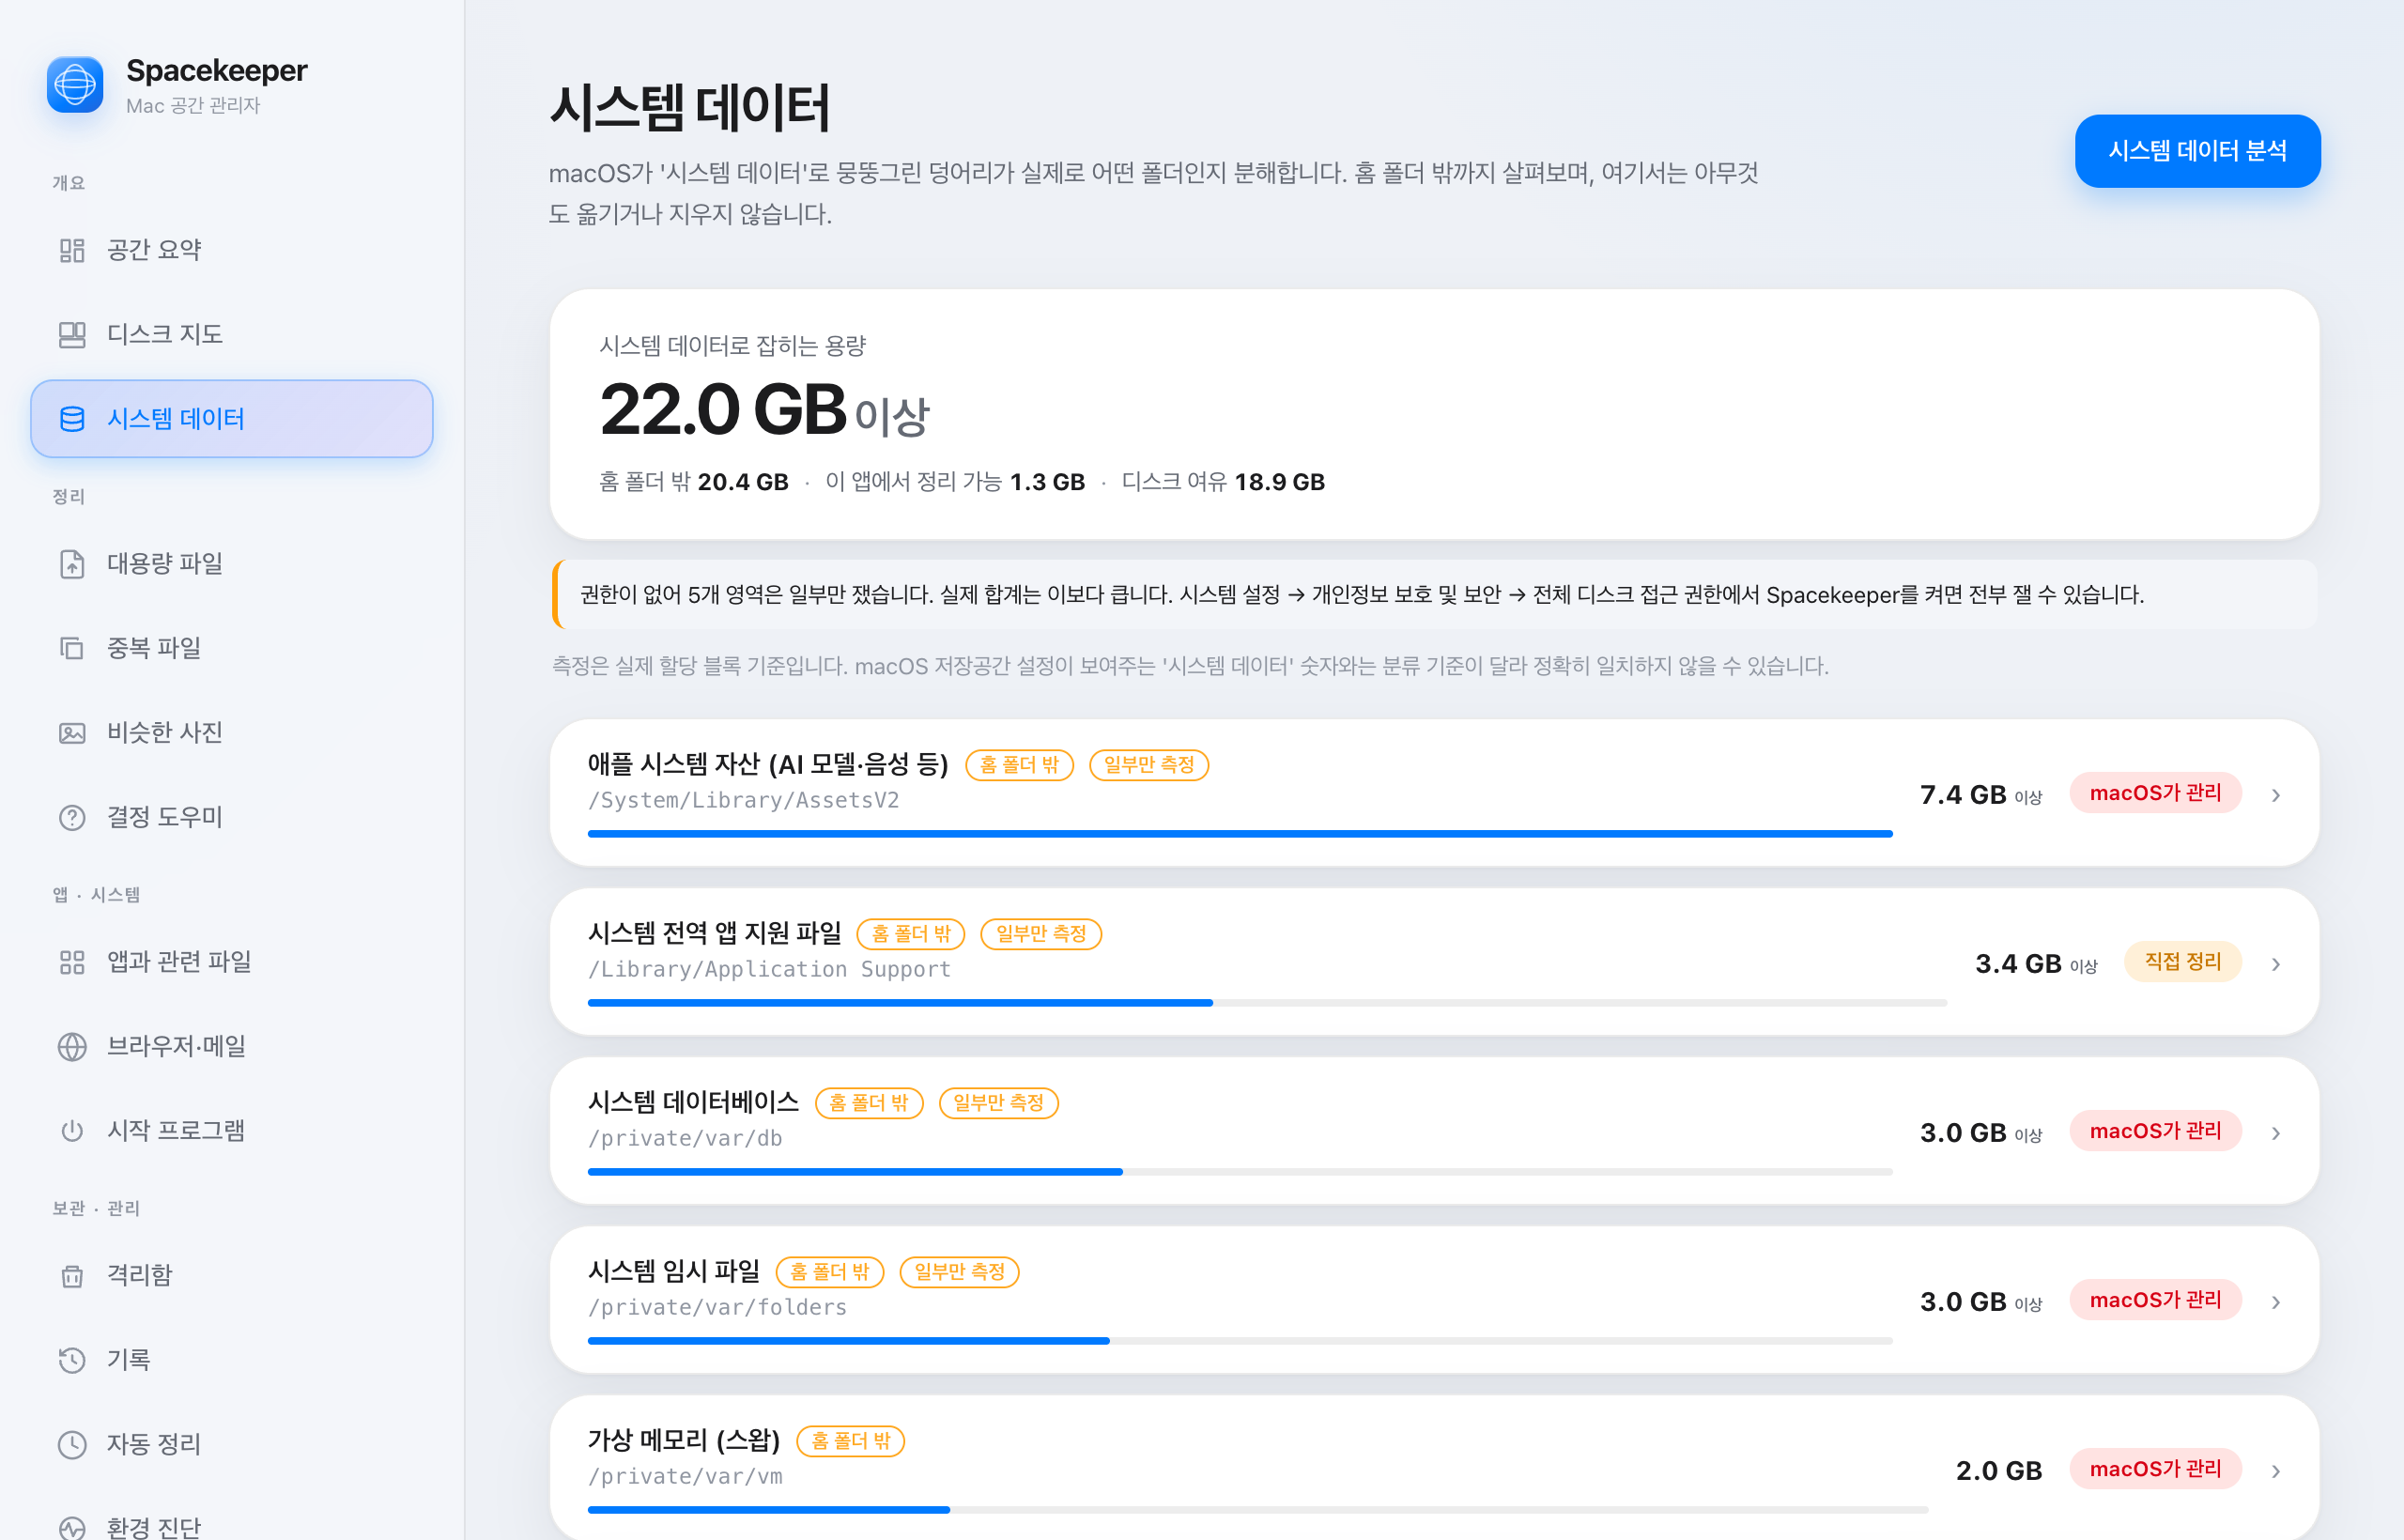 Spacekeeper
Mac 공간 관리자
개요
공간 요약
디스크 지도
시스템 데이터
정리
대용량 파일
중복 파일
비슷한 사진
결정 도우미
앱 · 시스템
앱과 관련 파일
브라우저·메일
시작 프로그램
보관 · 관리
격리함
기록
자동 정리
환경 진단
시스템 데이터
macOS가 '시스템 데이터'로 뭉뚱그린 덩어리가 실제로 어떤 폴더인지 분해합니다. 홈 폴더 밖까지 살펴보며, 여기서는 아무것
도 옮기거나 지우지 않습니다.
시스템 데이터 분석
시스템 데이터로 잡히는 용량
22.0 GB 이상
홈 폴더 밖 20.4 GB · 이 앱에서 정리 가능 1.3 GB · 디스크 여유 18.9 GB
권한이 없어 5개 영역은 일부만 쟀습니다. 실제 합계는 이보다 큽니다. 시스템 설정 → 개인정보 보호 및 보안 → 전체 디스크 접근 권한에서 Spacekeeper를 켜면 전부 잴 수 있습니다.
측정은 실제 할당 블록 기준입니다. macOS 저장공간 설정이 보여주는 '시스템 데이터' 숫자와는 분류 기준이 달라 정확히 일치하지 않을 수 있습니다.
애플 시스템 자산 (AI 모델·음성 등) 홈 폴더 밖 일부만 측정
/System/Library/AssetsV2
7.4 GB 이상 macOS가 관리
시스템 전역 앱 지원 파일 홈 폴더 밖 일부만 측정
/Library/Application Support
3.4 GB 이상 직접 정리
시스템 데이터베이스 홈 폴더 밖 일부만 측정
/private/var/db
3.0 GB 이상 macOS가 관리
시스템 임시 파일 홈 폴더 밖 일부만 측정
/private/var/folders
3.0 GB 이상 macOS가 관리
가상 메모리 (스왑) 홈 폴더 밖
/private/var/vm
2.0 GB macOS가 관리